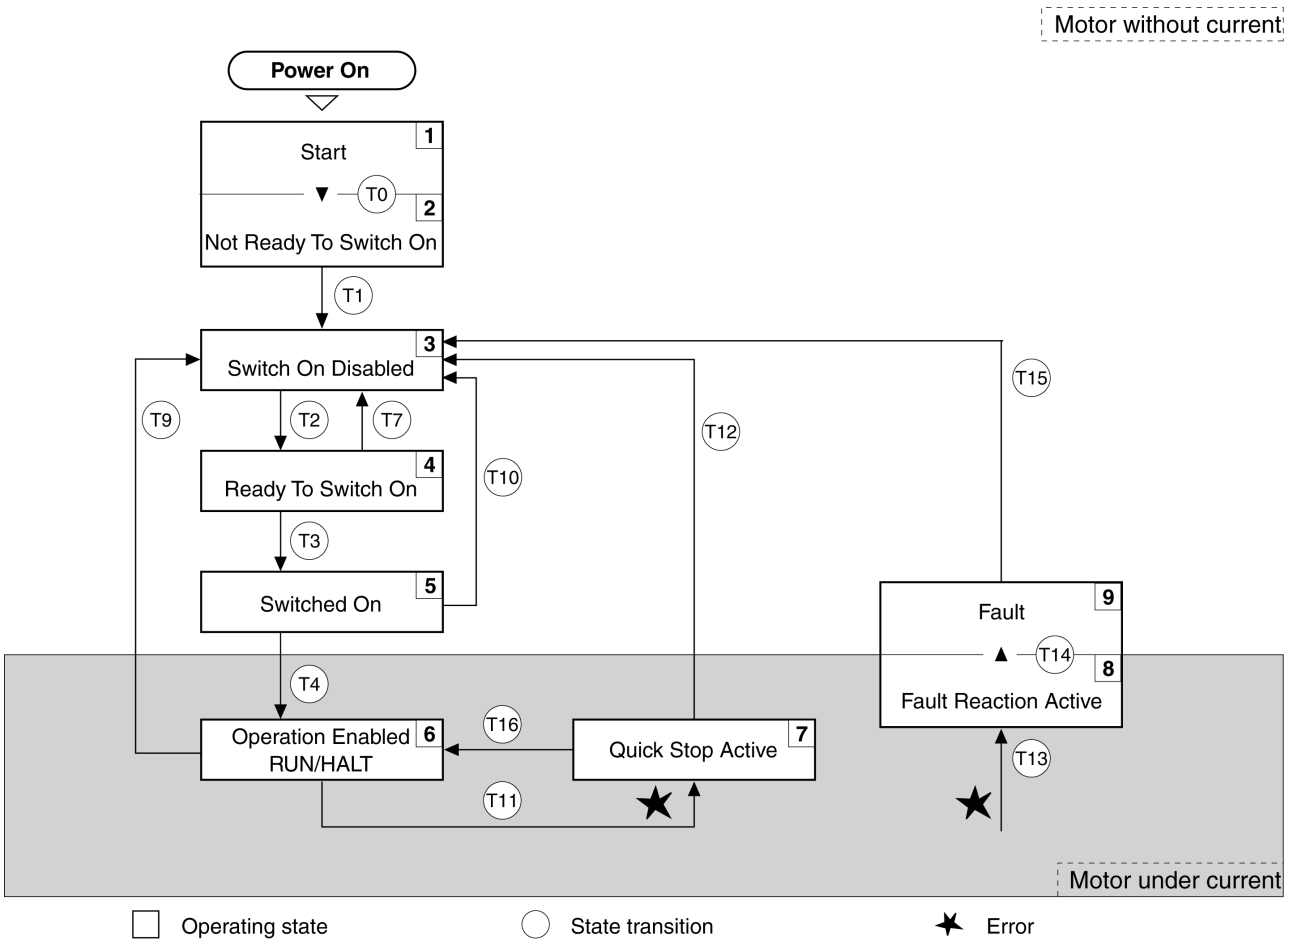 Motor without current
Power On
1
Start
T0
2
Not Ready To Switch On
T1
3
Switch On Disabled
T15
T9
T2
T7
T12
4
Ready To Switch On
T10
T3
5
Switched On
9
Fault
T14
8
T4
Fault Reaction Active
Operation Enabled
6
RUN/HALT
T16
7
Quick Stop Active
T13
T11
Motor under current
Operating state
State transition
Error